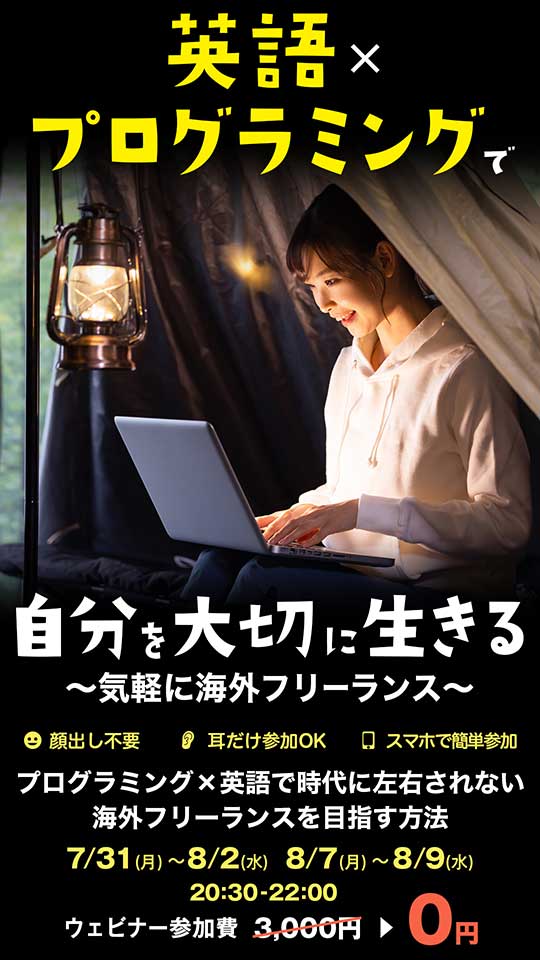 英語×
プログラミングで
自分を大切に生きる
〜気軽に海外フリーランス〜
顔出し不要 耳だけ参加OK スマホで簡単参加
プログラミング×英語で時代に左右されない
海外フリーランスを目指す方法
7/31(月)〜8/2(水) 8/7(月)〜8/9(水)
20:30-22:00
ウェビナー参加費 3,000円 ▶ 0円